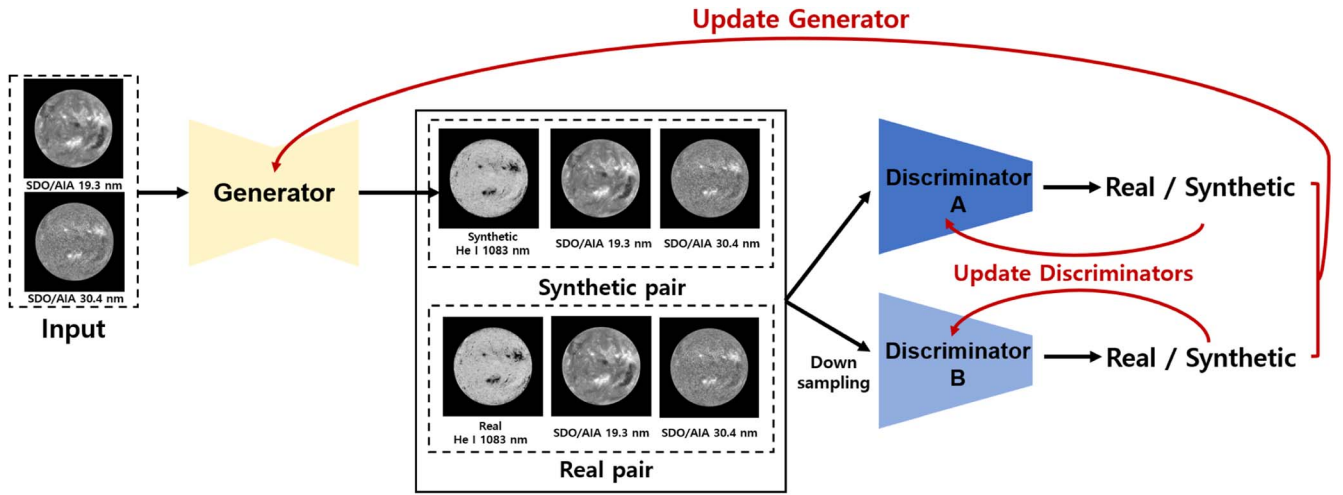 Update Generator
SDO/AIA 19.3 nm
SDO/AIA 30.4 nm
Input
Generator
Synthetic
He I 1083 nm
SDO/AIA 19.3 nm
SDO/AIA 30.4 nm
Synthetic pair
Real
He I 1083 nm
SDO/AIA 19.3 nm
SDO/AIA 30.4 nm
Real pair
Discriminator
A
Real / Synthetic
Update Discriminators
Down
sampling
Discriminator
B
Real / Synthetic